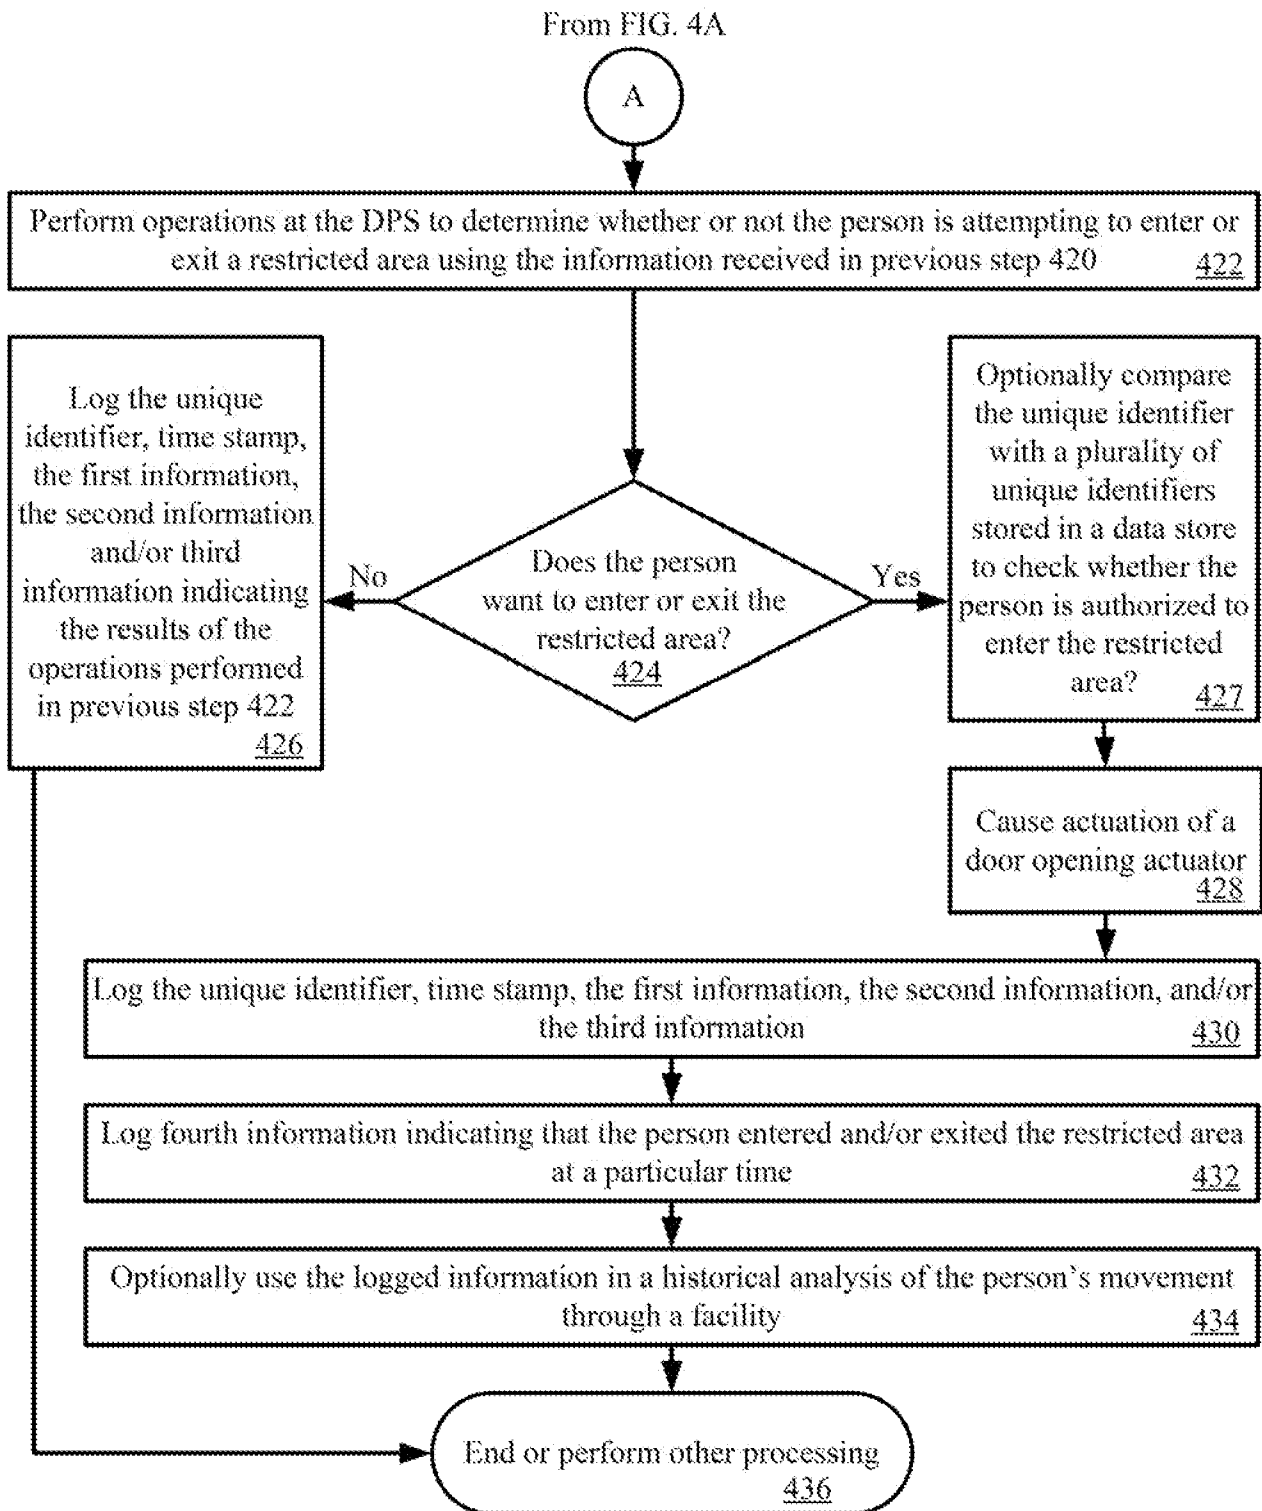 From FIG. 4A
A
Perform operations at the DPS to determine whether or not the person is attempting to enter or
exit a restricted area using the information received in previous step 420
422
Log the unique
identifier, time stamp,
the first information,
the second information
and/or third
information indicating
the results of the
operations performed
in previous step 422
426
No
Does the person
want to enter or exit the
restricted area?
424
Yes
Optionally compare
the unique identifier
with a plurality of
unique identifiers
stored in a data store
to check whether the
person is authorized to
enter the restricted
area?
427
Cause actuation of a
door opening actuator
428
Log the unique identifier, time stamp, the first information, the second information, and/or
the third information
430
Log fourth information indicating that the person entered and/or exited the restricted area
at a particular time
432
Optionally use the logged information in a historical analysis of the person's movement
through a facility
434
End or perform other processing
436